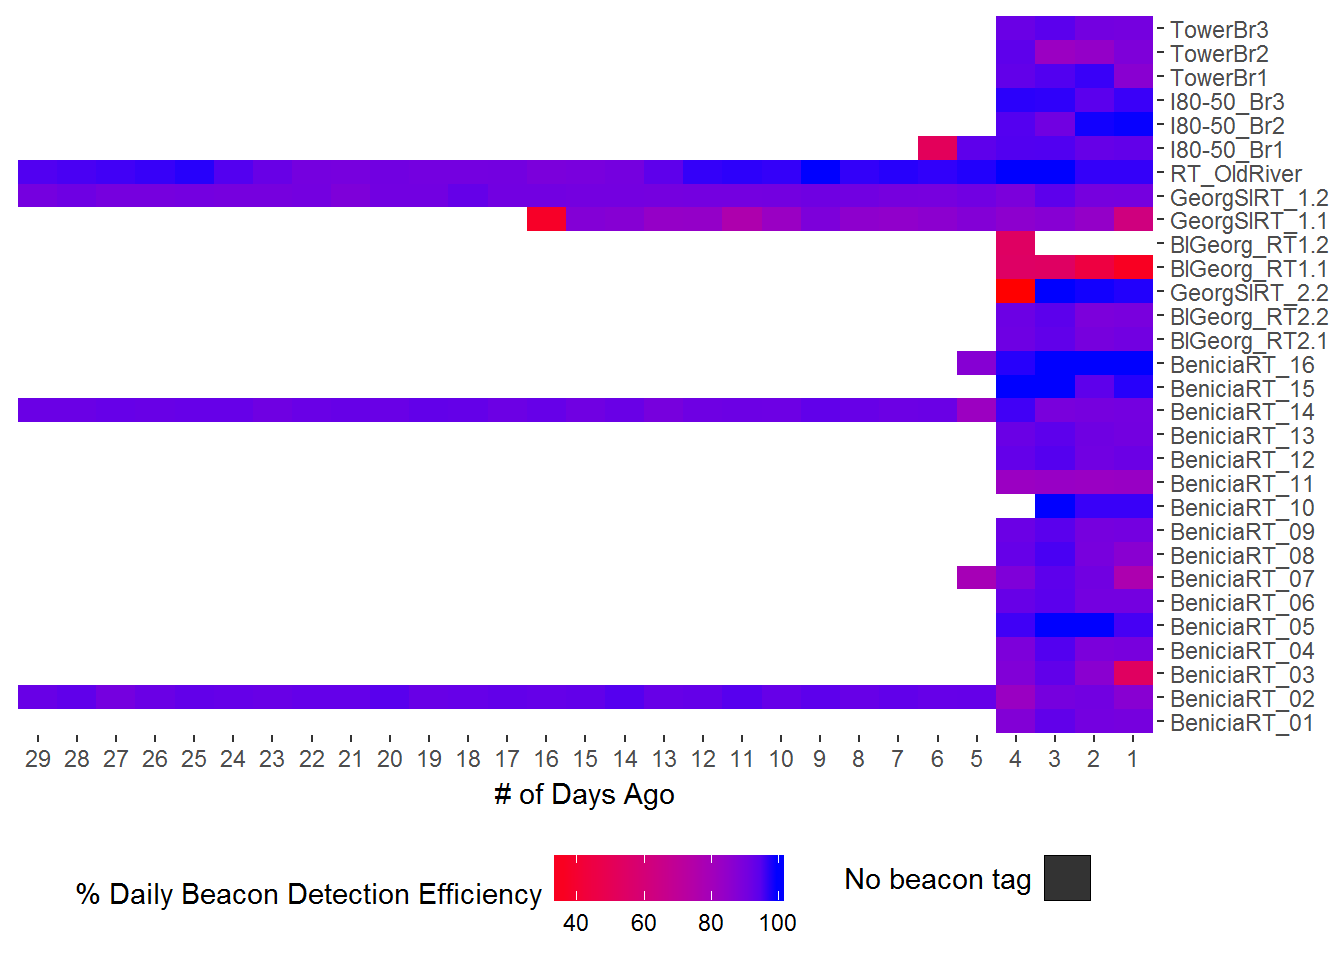 TowerBr3
TowerBr2
TowerBr1
I80-50_Br3
I80-50_Br2
I80-50_Br1
RT_OldRiver
GeorgSlRT_1.2
GeorgSlRT_1.1
BlGeorg_RT1.2
BlGeorg_RT1.1
GeorgSlRT_2.2
BlGeorg_RT2.2
BlGeorg_RT2.1
BeniciaRT_16
BeniciaRT_15
BeniciaRT_14
BeniciaRT_13
BeniciaRT_12
BeniciaRT_11
BeniciaRT_10
BeniciaRT_09
BeniciaRT_08
BeniciaRT_07
BeniciaRT_06
BeniciaRT_05
BeniciaRT_04
BeniciaRT_03
BeniciaRT_02
BeniciaRT_01
29 28 27 26 25 24 23 22 21 20 19 18 17 16 15 14 13 12 11 10 9 8 7 6 5 4 3 2 1
# of Days Ago
% Daily Beacon Detection Efficiency
40 60 80 100
No beacon tag